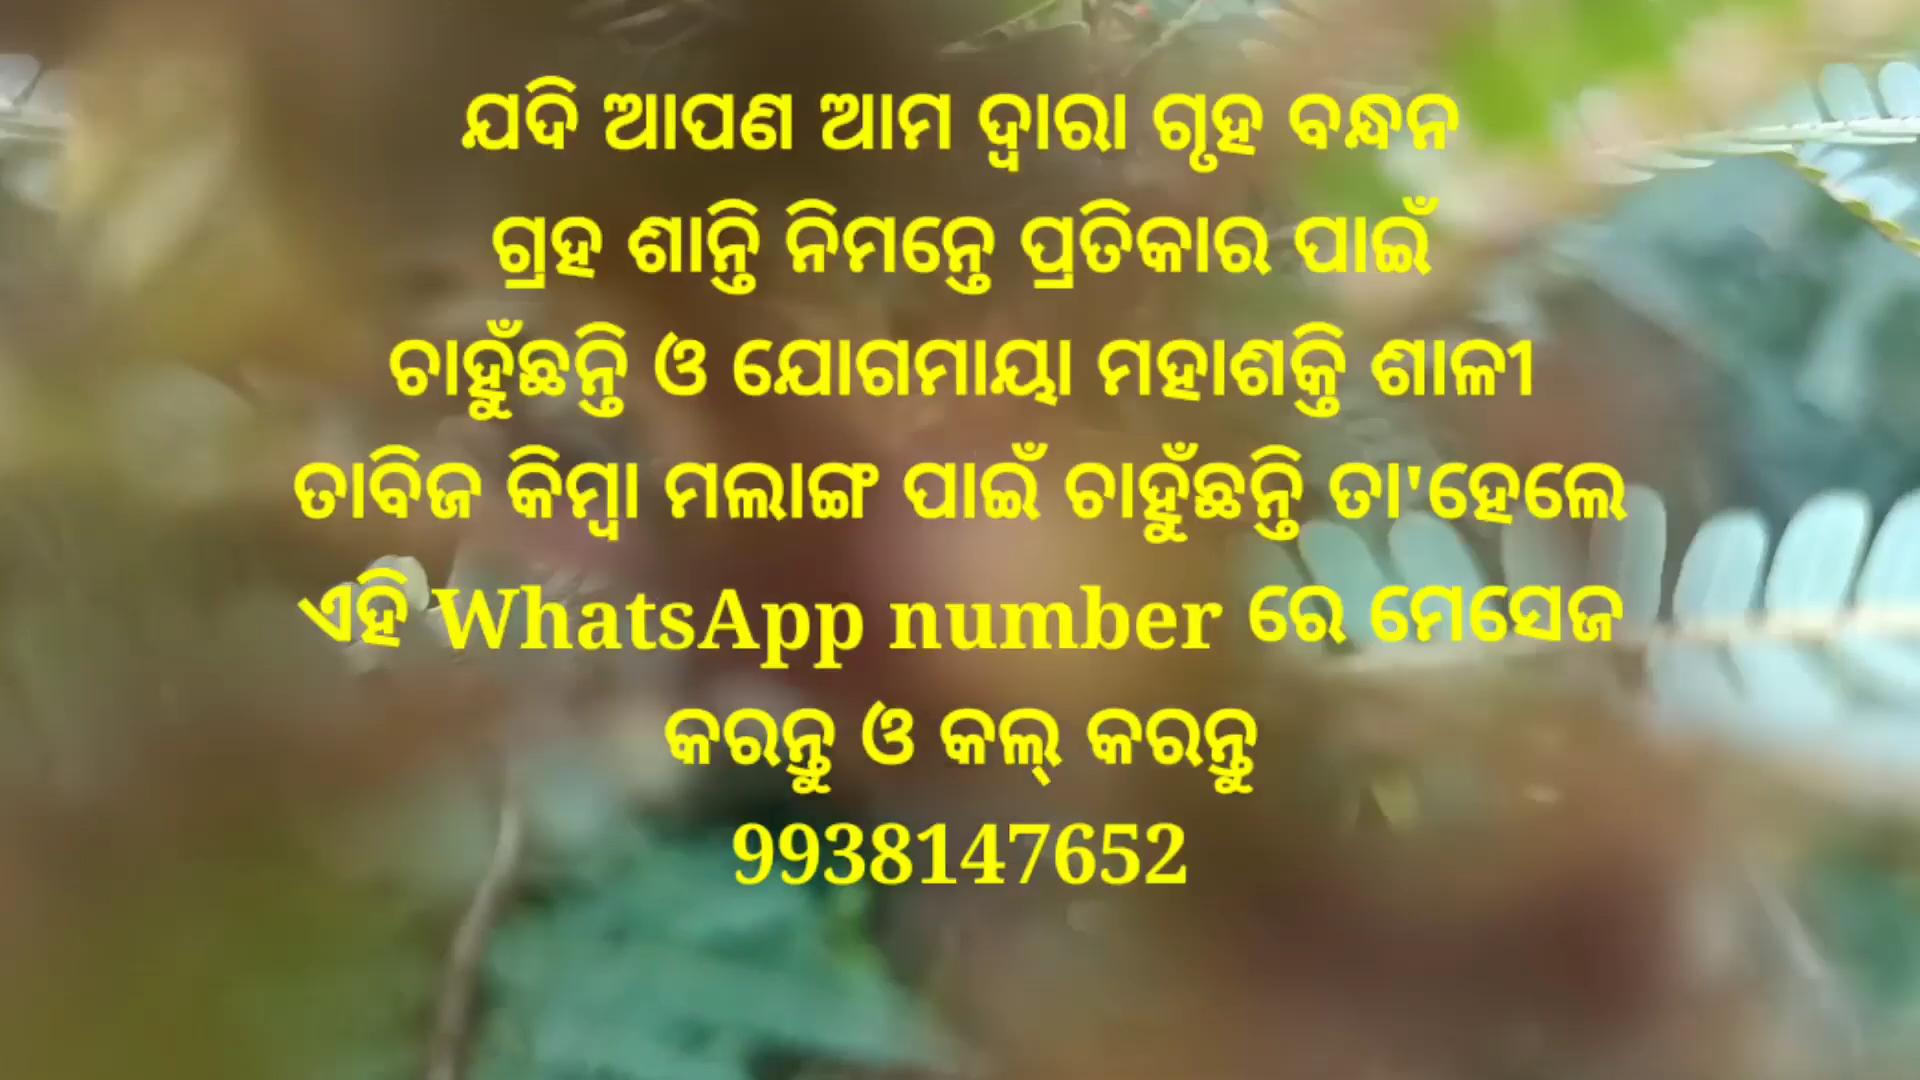 ଯଦି ଆପଣ ଆମ ଦ୍ୱାରା ଗୃହ ବନ୍ଧନ
ଗ୍ରହ ଶାନ୍ତି ନିମନ୍ତେ ପ୍ରତିକାର ପାଇଁ
ଚାହୁଁଛନ୍ତି ଓ ଯୋଗମାୟା ମହାଶକ୍ତି ଶାଳୀ
ତାବିଜ କିମ୍ବା ମଲାଙ୍ଗ ପାଇଁ ଚାହୁଁଛନ୍ତି ତା'ହେଲେ
ଏହି WhatsApp number ରେ ମେସେଜ
କରନ୍ତୁ ଓ କଲ୍ କରନ୍ତୁ
9938147652